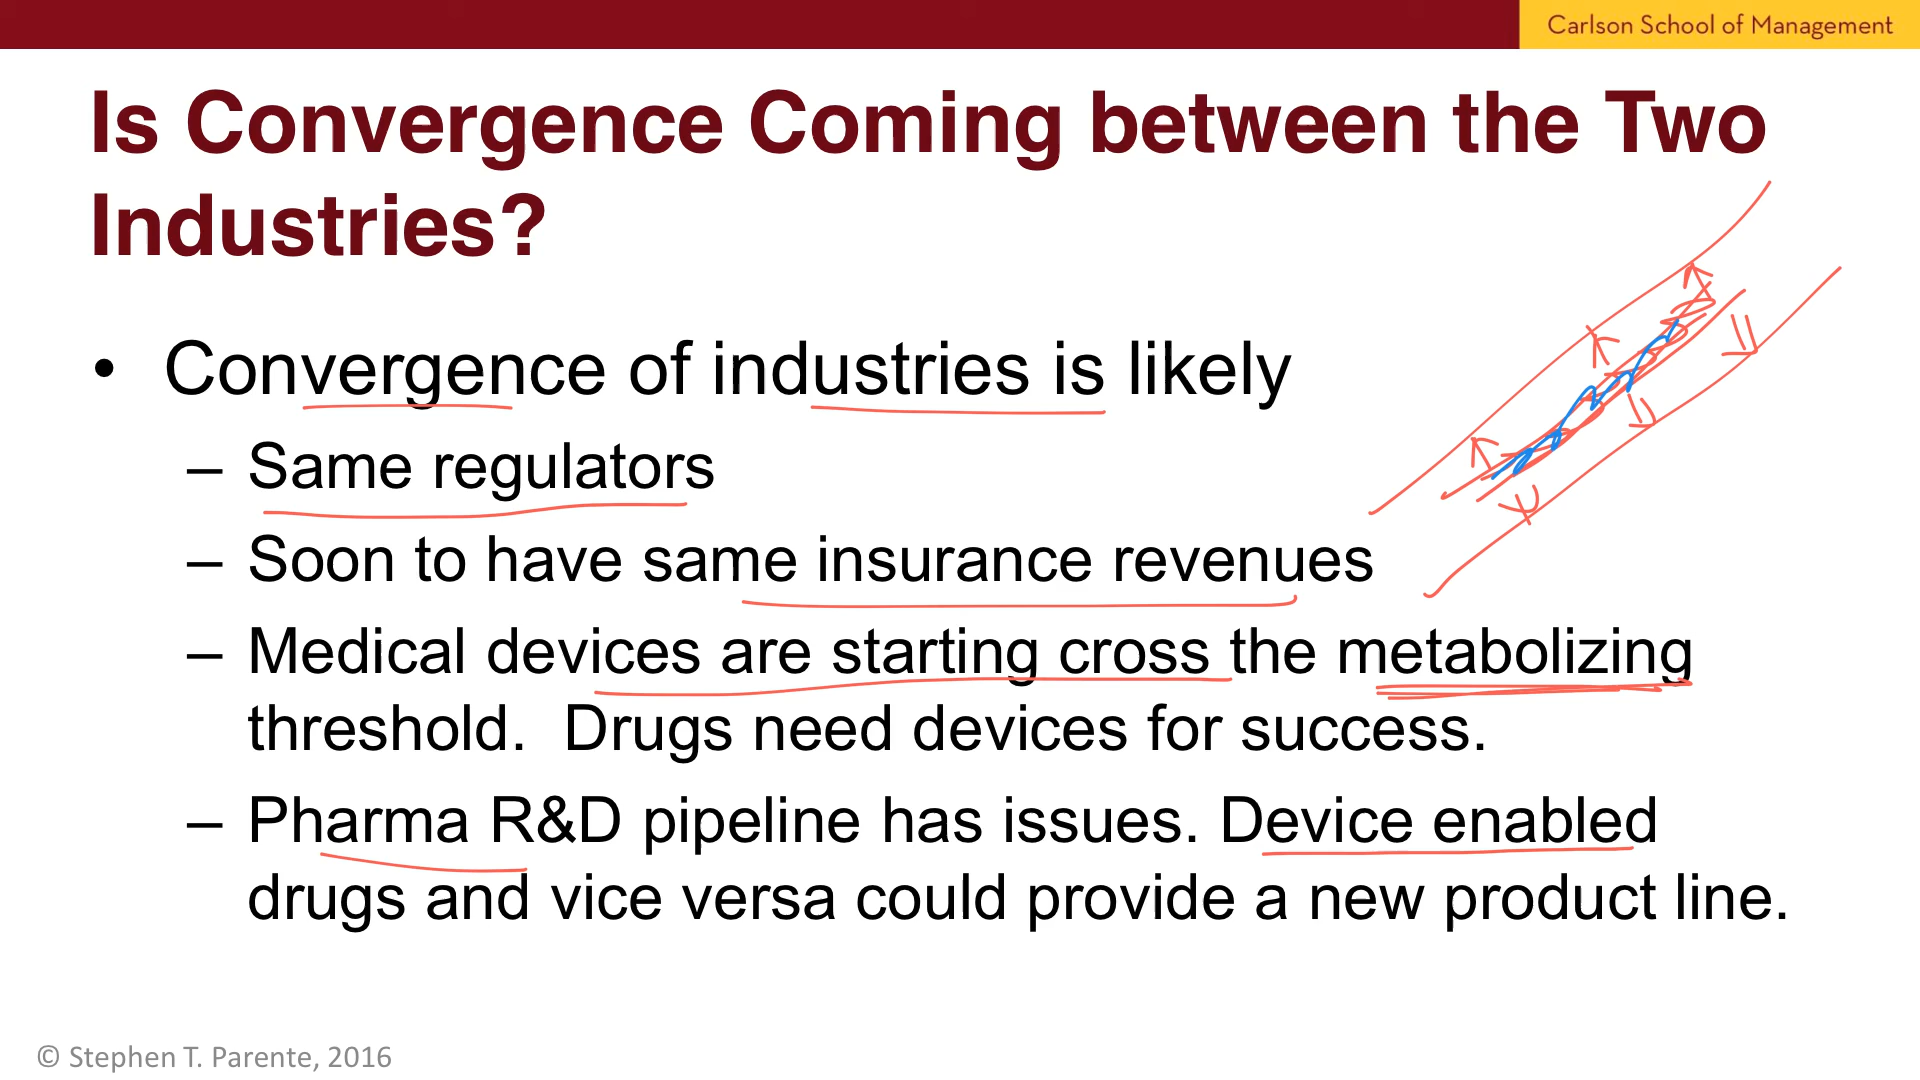 Carlson School of Management
Is Convergence Coming between the Two
Industries?
• Convergence of industries is likely
– Same regulators
– Soon to have same insurance revenues
– Medical devices are starting cross the metabolizing
threshold.  Drugs need devices for success.
– Pharma R&D pipeline has issues. Device enabled
drugs and vice versa could provide a new product line.
© Stephen T. Parente, 2016